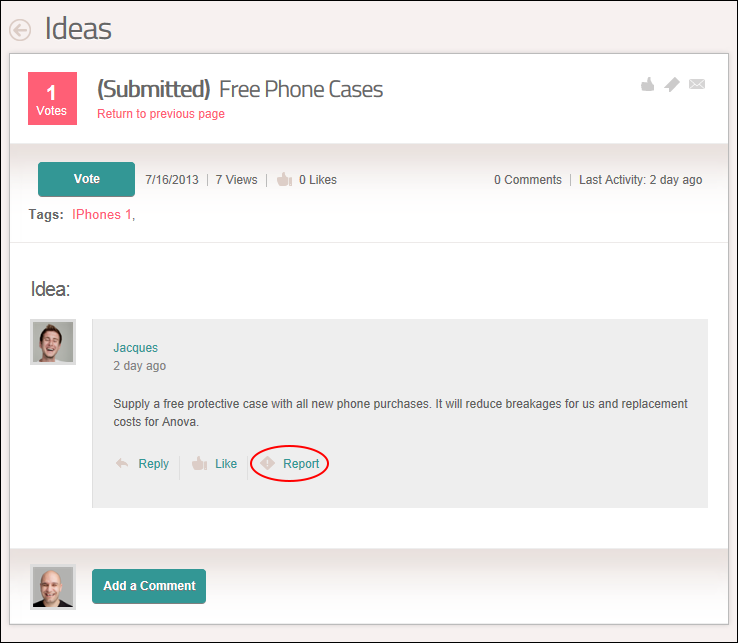 Ideas
1
Votes
(Submitted) Free Phone Cases
Return to previous page
Vote
7/16/2013 | 7 Views | 0 Likes
0 Comments | Last Activity: 2 day ago
Tags: IPhones 1,
Idea:
Jacques
2 day ago
Supply a free protective case with all new phone purchases. It will reduce breakages for us and replacement
costs for Anova.
Reply
Like
Report
Add a Comment